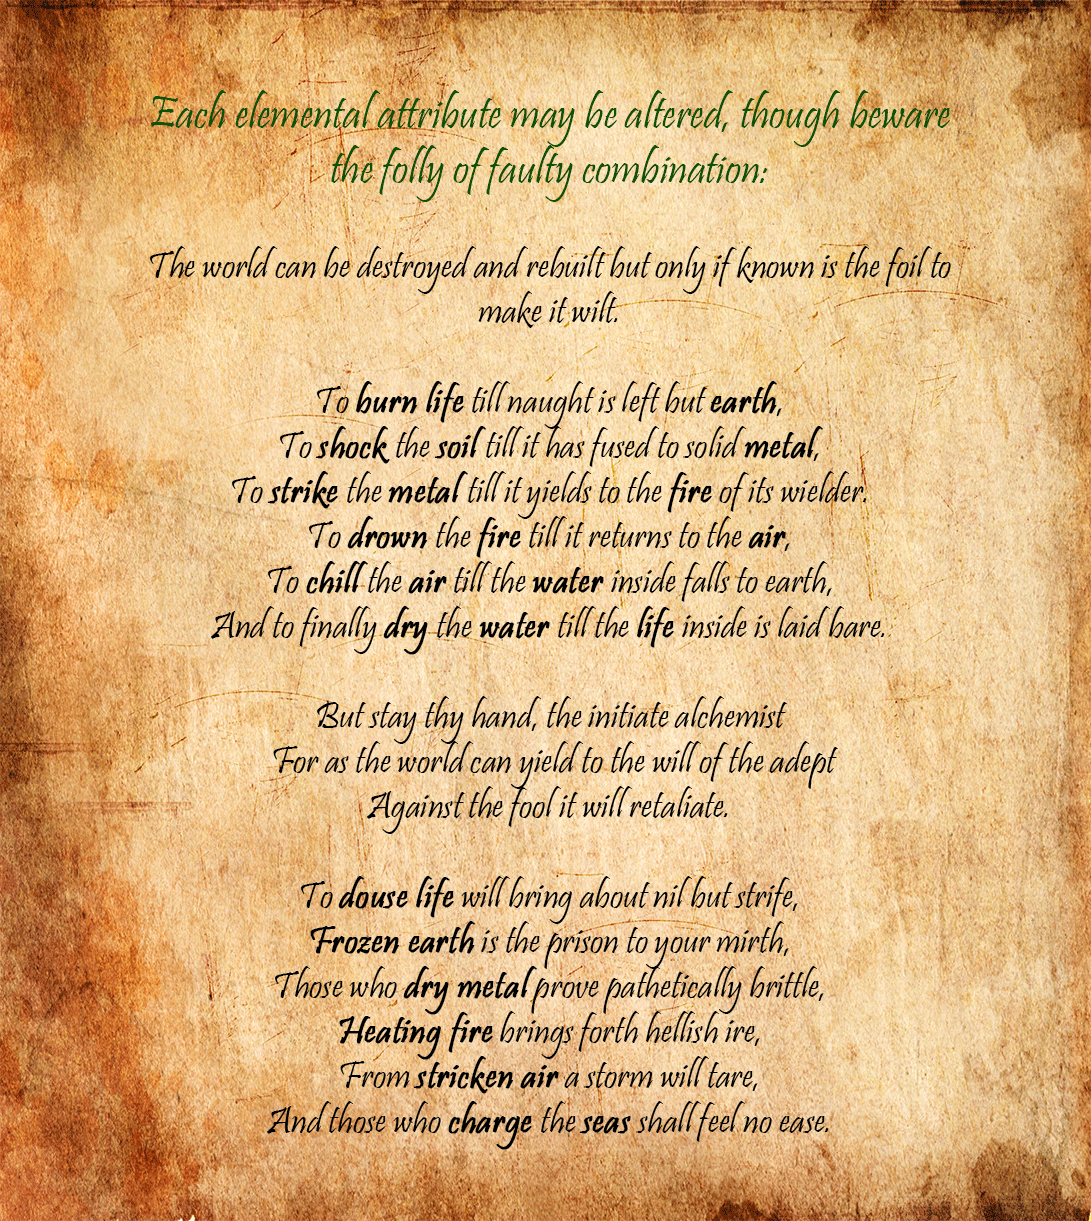 Each elemental attribute may be altered, though beware
the folly of faulty combination:
The world can be destroyed and rebuilt but only if known is the foil to
make it wilt.
To burn life till naught is left but earth,
To shock the soil till it has fused to solid metal,
To strike the metal till it yields to the fire of its wielder.
To drown the fire till it returns to the air,
To chill the air till the water inside falls to earth,
And to finally dry the water till the life inside is laid bare.
But stay thy hand, the initiate alchemist
For as the world can yield to the will of the adept
Against the fool it will retaliate.
To douse life will bring about nil but strife,
Frozen earth is the prison to your mirth,
Those who dry metal prove pathetically brittle,
Heating fire brings forth hellish ire,
From stricken air a storm will tare,
And those who charge the seas shall feel no ease.